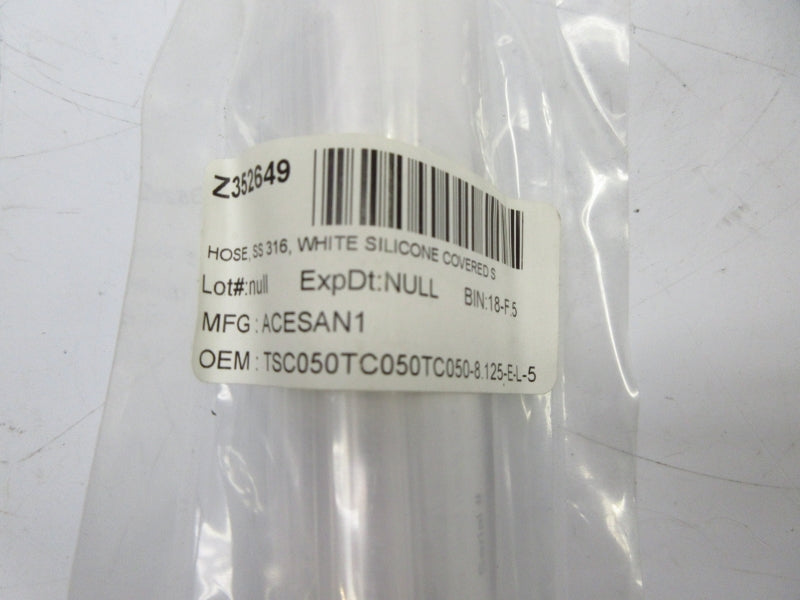 Z352649
HOSE, SS 316, WHITE SILICONE COVERED S
Lot#:null ExpDt:NULL BIN:18-F.5
MFG : ACESAN1
OEM : TSC050TC050TC050-8.125-E-L-5